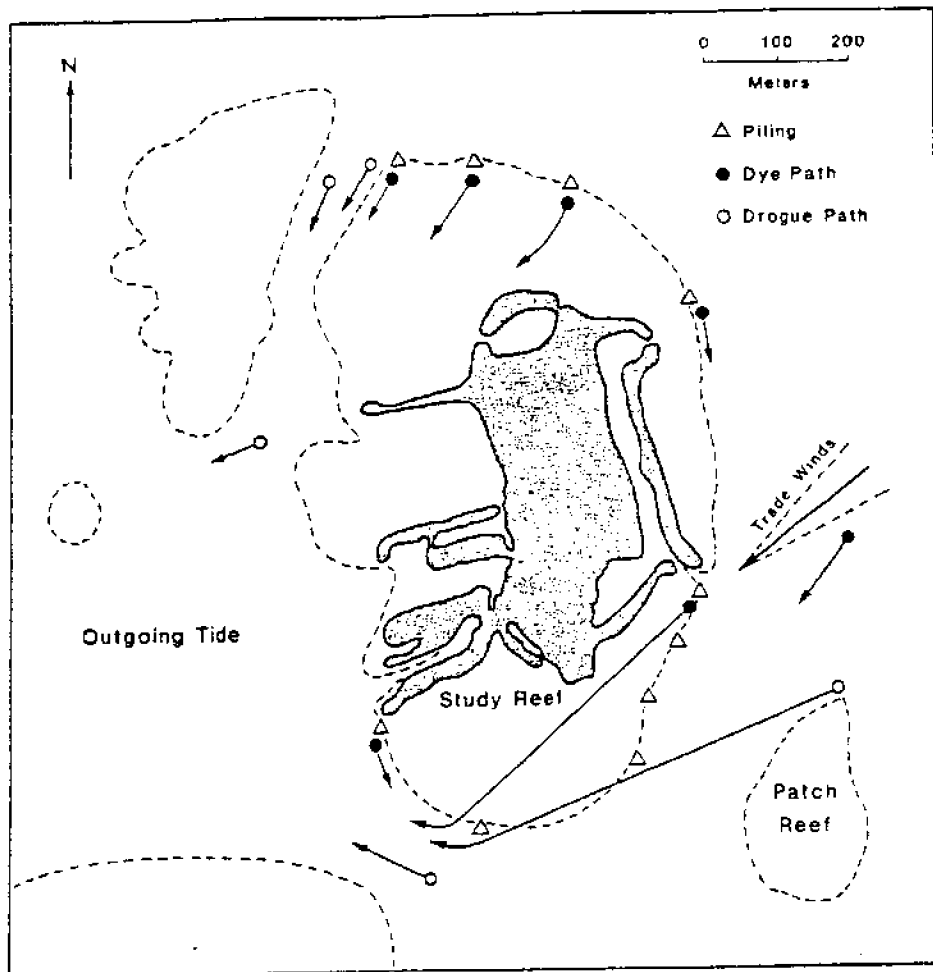 N
0 100 200
Meters
Piling
Dye Path
Drogue Path
Trade Winds
Outgoing Tide
Study Reef
Patch
Reef